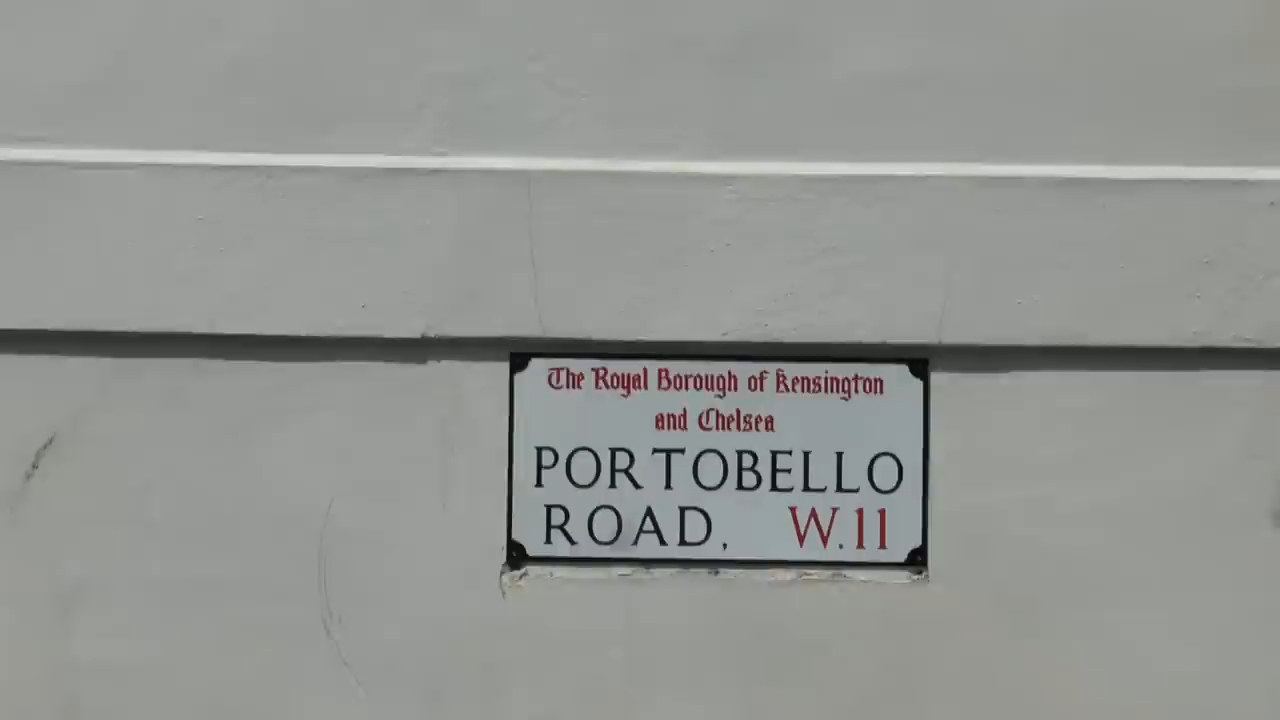 The Royal Borough of Kensington
and Chelsea
PORTOBELLO
ROAD, W.11